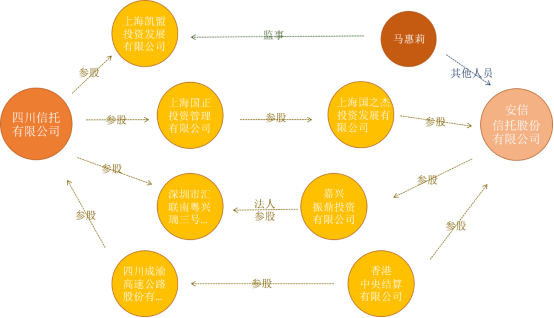 上海凯盟
投资发展
有限公司
监事
马惠莉
参股
其他人员
四川信托
有限公司
参股
上海国正
投资管理
有限公司
参股
上海国之杰
投资发展有
限公司
参股
安信
信托股份
有限公司
参股
深圳市汇
联南粤兴
瑞三号...
法人
参股
嘉兴
振鼎投资
有限公司
参股
参股
参股
四川成渝
高速公路
股份有...
参股
香港
中央结算
有限公司